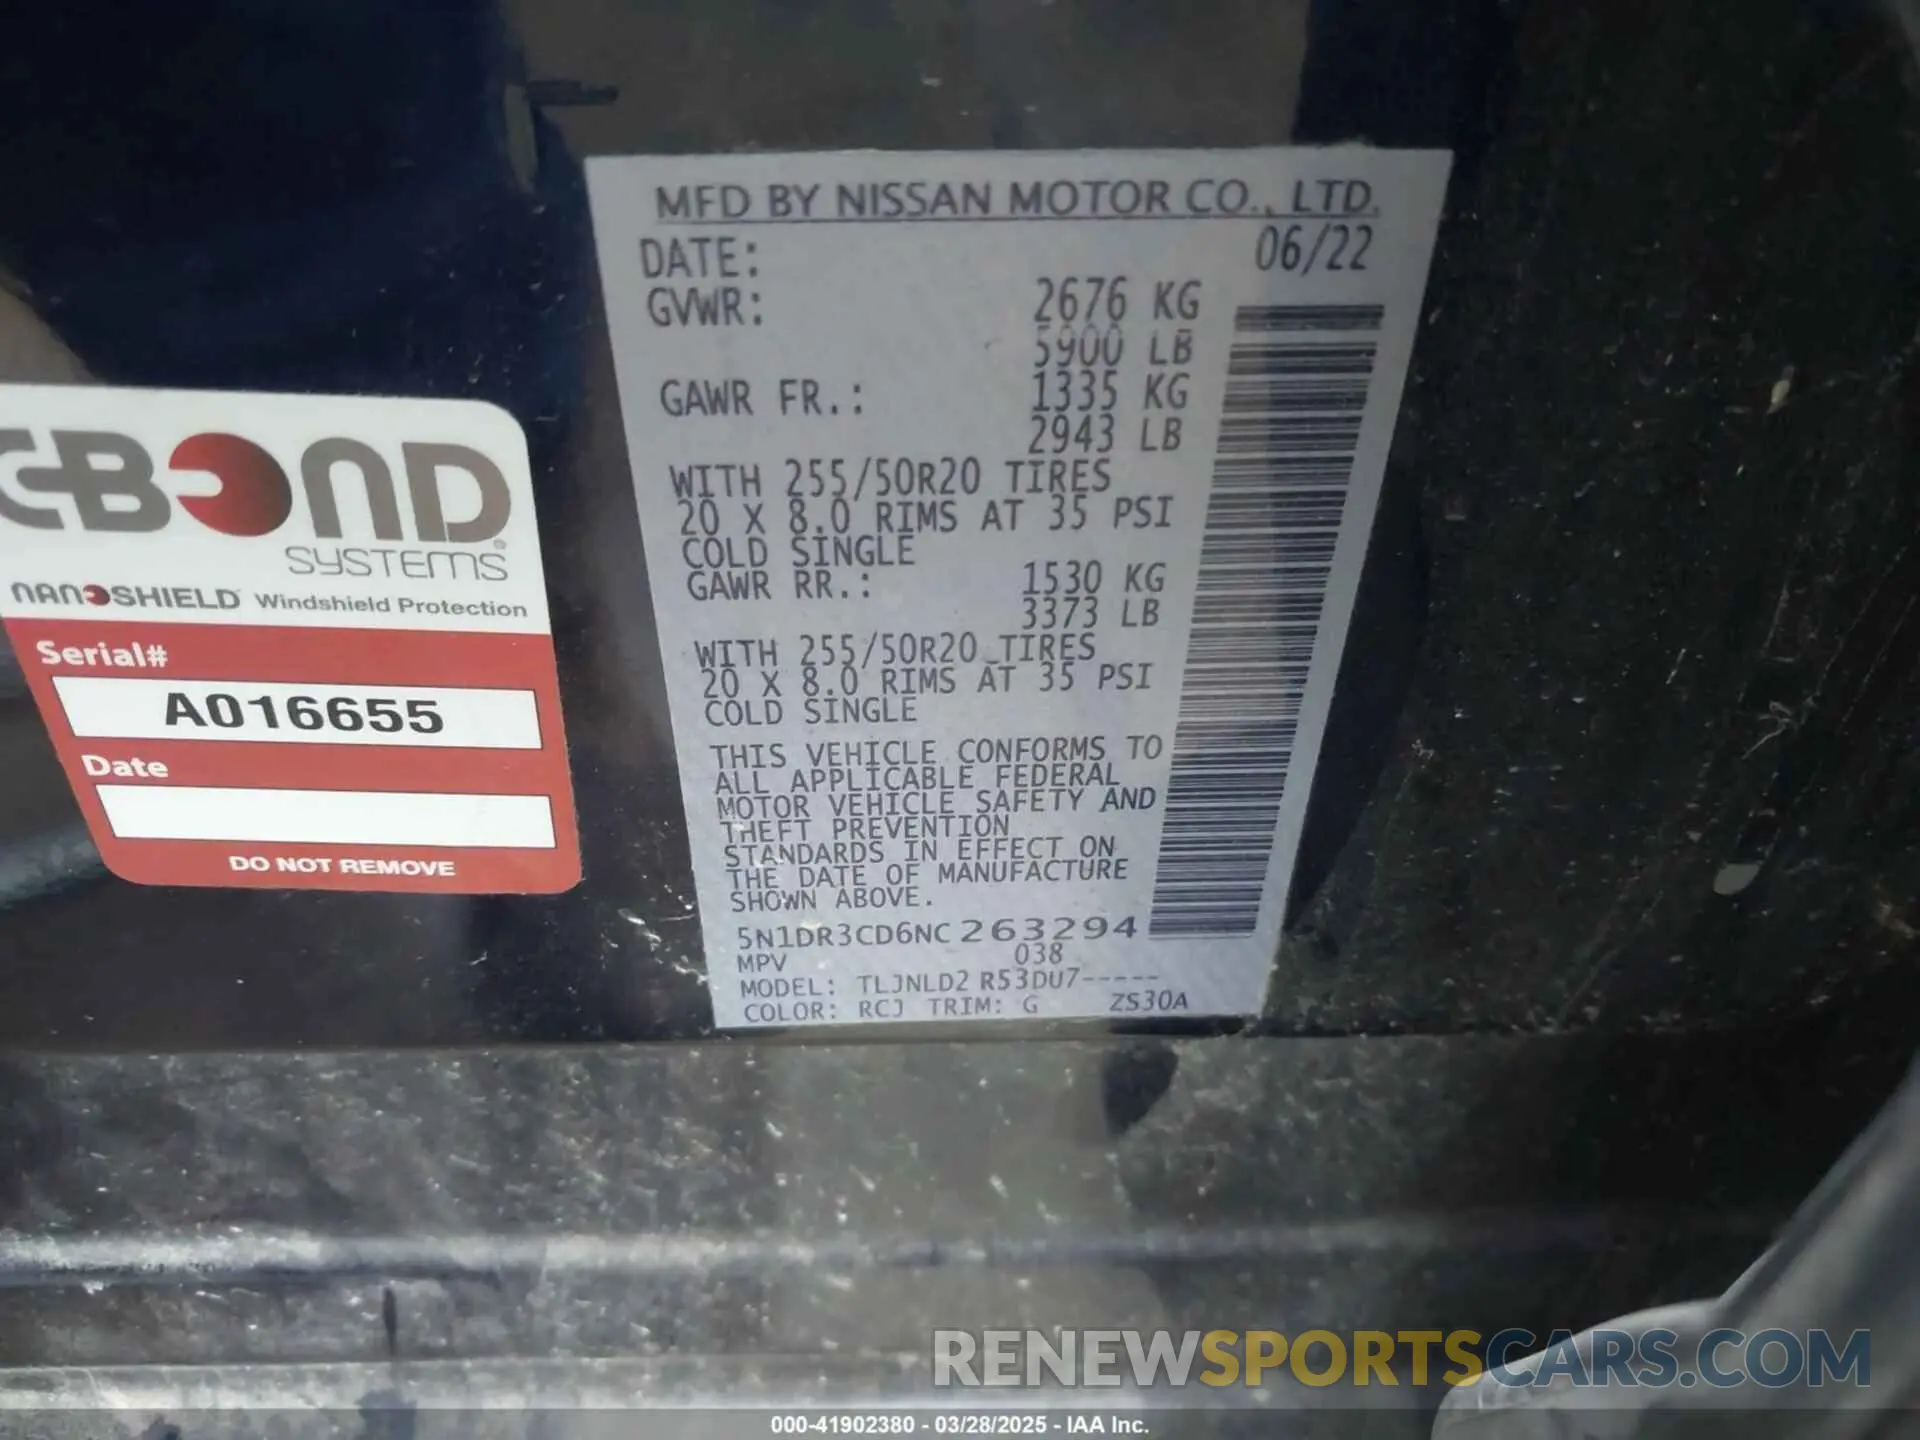 MFD BY NISSAN MOTOR CO., LTD.
DATE: 06/22
GVWR: 2676 KG
5900 LB
GAWR FR.: 1335 KG
2943 LB
WITH 255/50R20 TIRES
20 X 8.0 RIMS AT 35 PSI
COLD SINGLE
GAWR RR.: 1530 KG
3373 LB
WITH 255/50R20 TIRES
20 X 8.0 RIMS AT 35 PSI
COLD SINGLE
THIS VEHICLE CONFORMS TO
ALL APPLICABLE FEDERAL
MOTOR VEHICLE SAFETY AND
THEFT PREVENTION
STANDARDS IN EFFECT ON
THE DATE OF MANUFACTURE
SHOWN ABOVE.
5N1DR3CD6NC263294
MPV 038
MODEL: TLJNLD2 R53DU7-----
COLOR: RCJ TRIM: G ZS30A
BOND
SYSTEMS®
NANOSHIELD Windshield Protection
Serial#
A016655
Date
DO NOT REMOVE
RENEWSPORTSCARS.COM
000-41902380 - 03/28/2025 - IAA Inc.